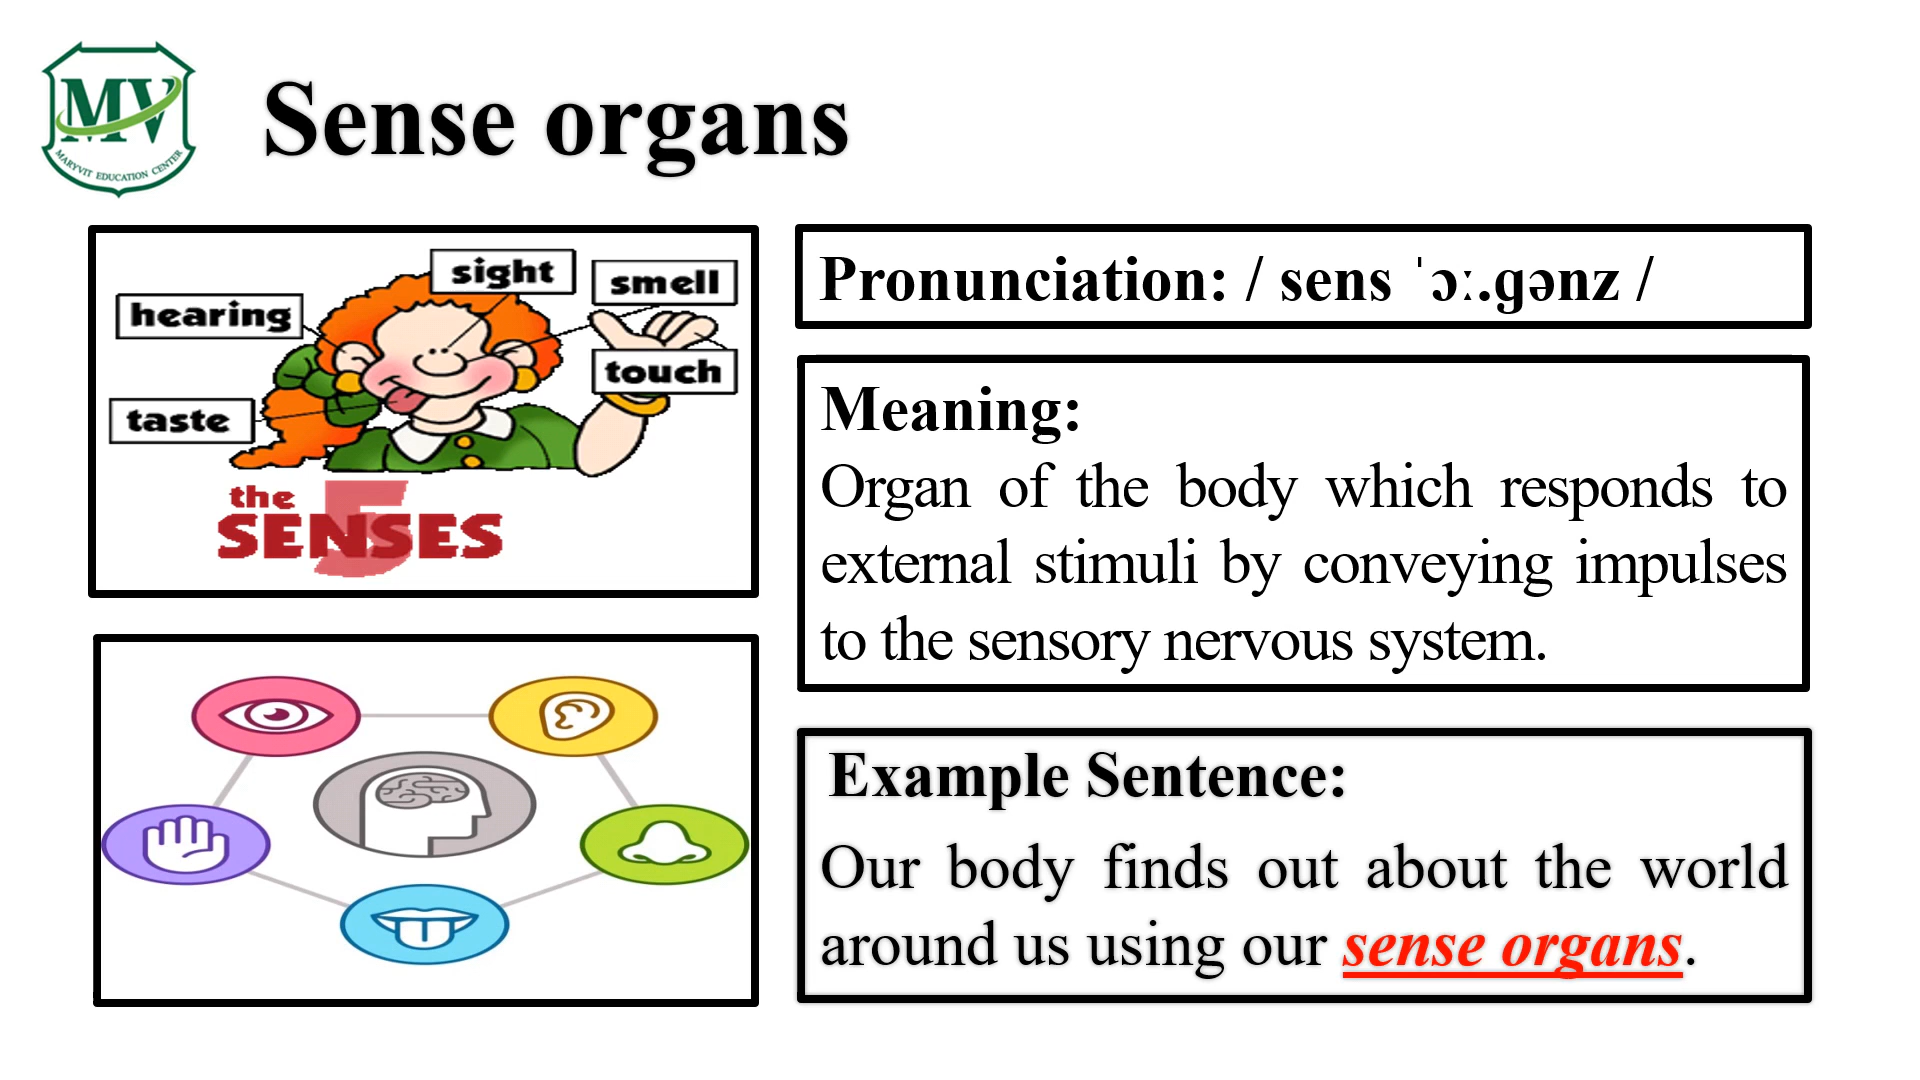 MV
MARYVIT EDUCATION CENTER
Sense organs
sight
smell
hearing
touch
taste
the 5
SENSES
Pronunciation: / sens ˈɔː.ɡənz /
Meaning:
Organ of the body which responds to
external stimuli by conveying impulses
to the sensory nervous system.
Example Sentence:
Our body finds out about the world
around us using our sense organs.